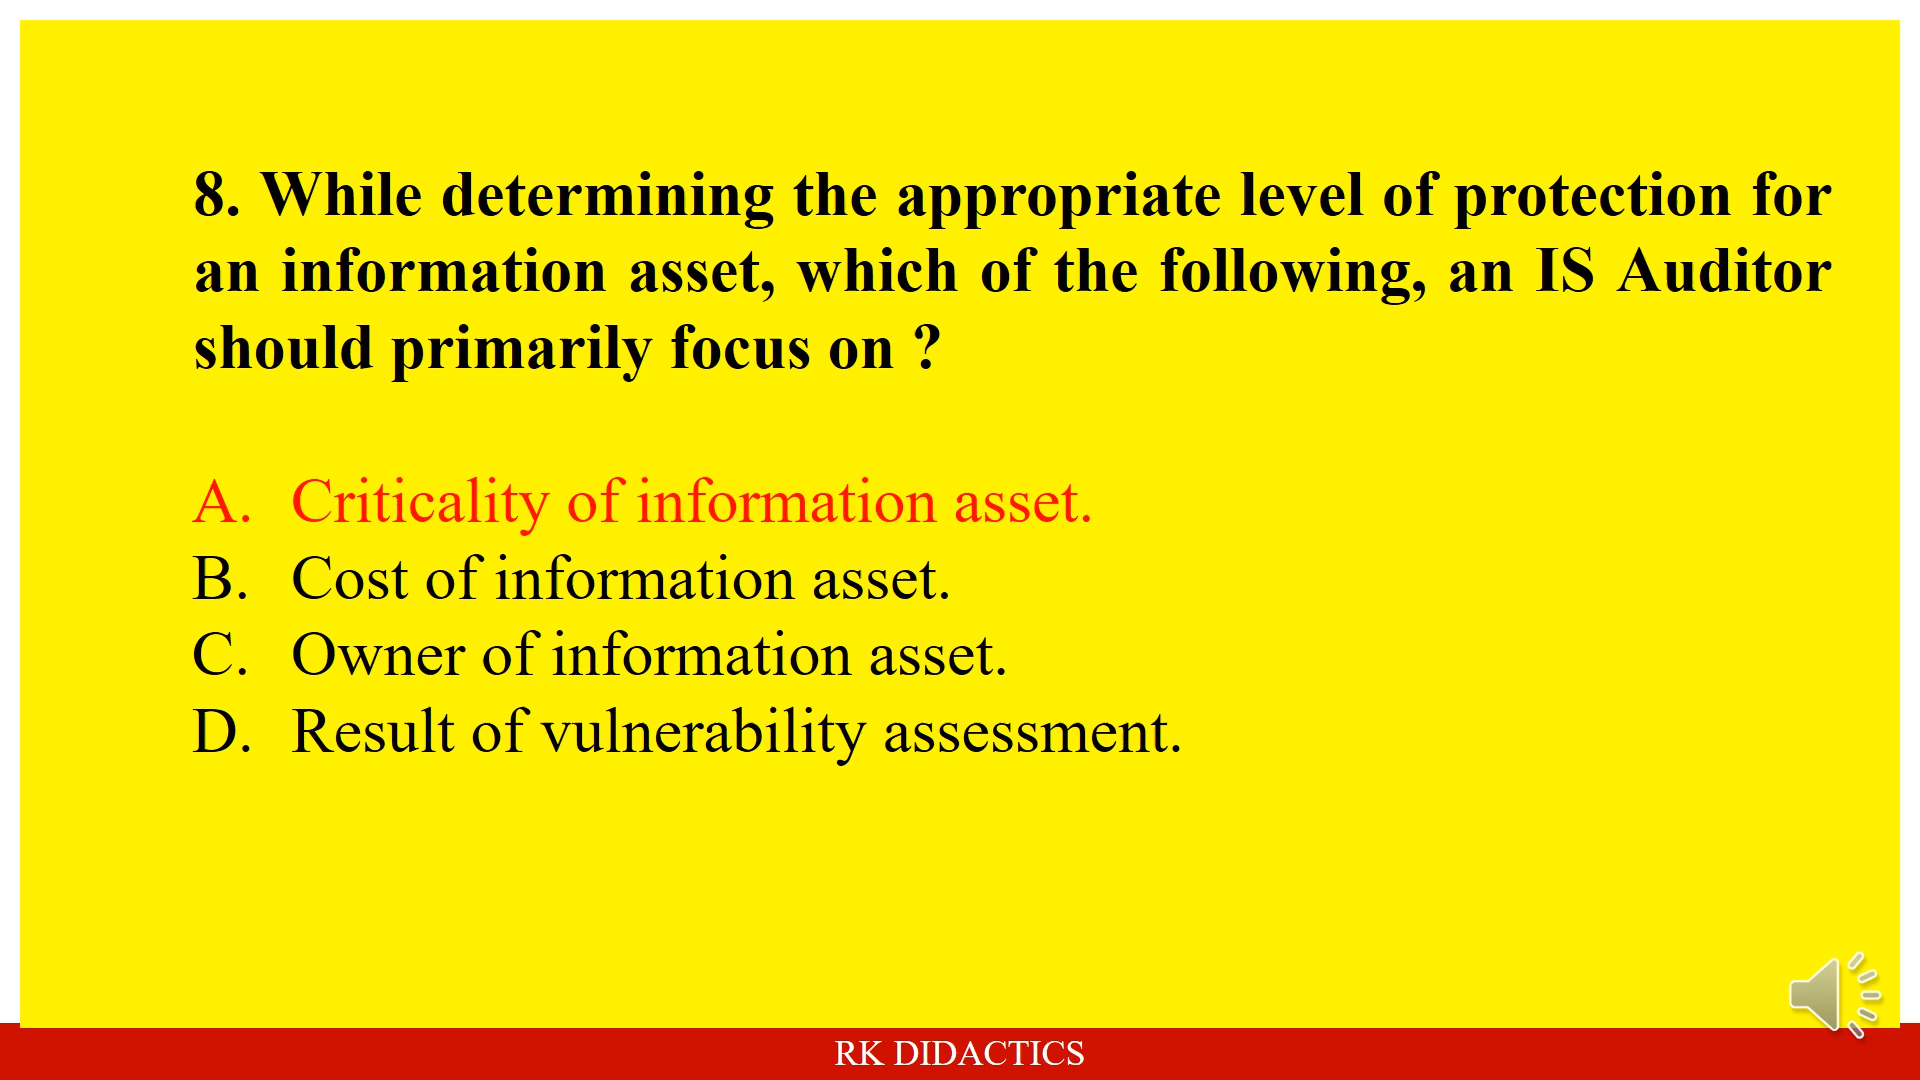 8. While determining the appropriate level of protection for
an information asset, which of the following, an IS Auditor
should primarily focus on ?
A. Criticality of information asset.
B. Cost of information asset.
C. Owner of information asset.
D. Result of vulnerability assessment.
RK DIDACTICS